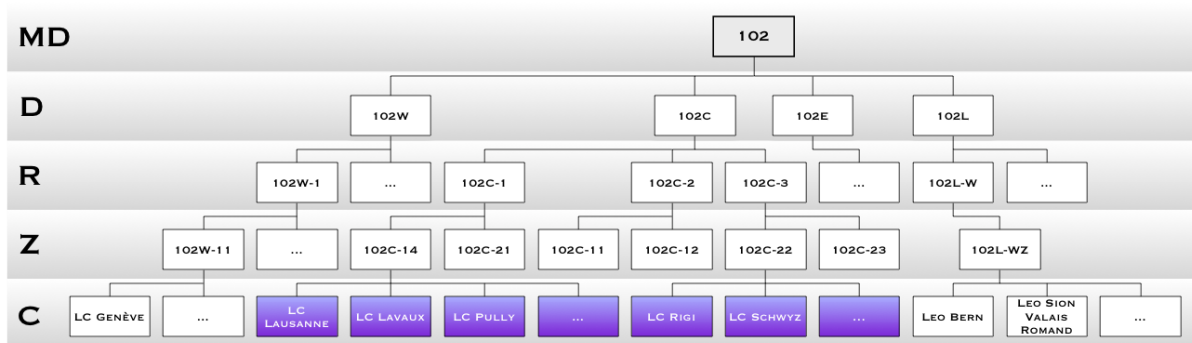 MD
102
D
102W
102C
102E
102L
R
102W-1
...
102C-1
102C-2
102C-3
...
102L-W
...
Z
102W-11
...
102C-14
102C-21
102C-11
102C-12
102C-22
102C-23
102L-WZ
C
LC Genève
...
LC
Lausanne
LC Lavaux
LC Pully
...
LC Rigi
LC Schwyz
...
Leo Bern
Leo Sion
Valais
Romand
...